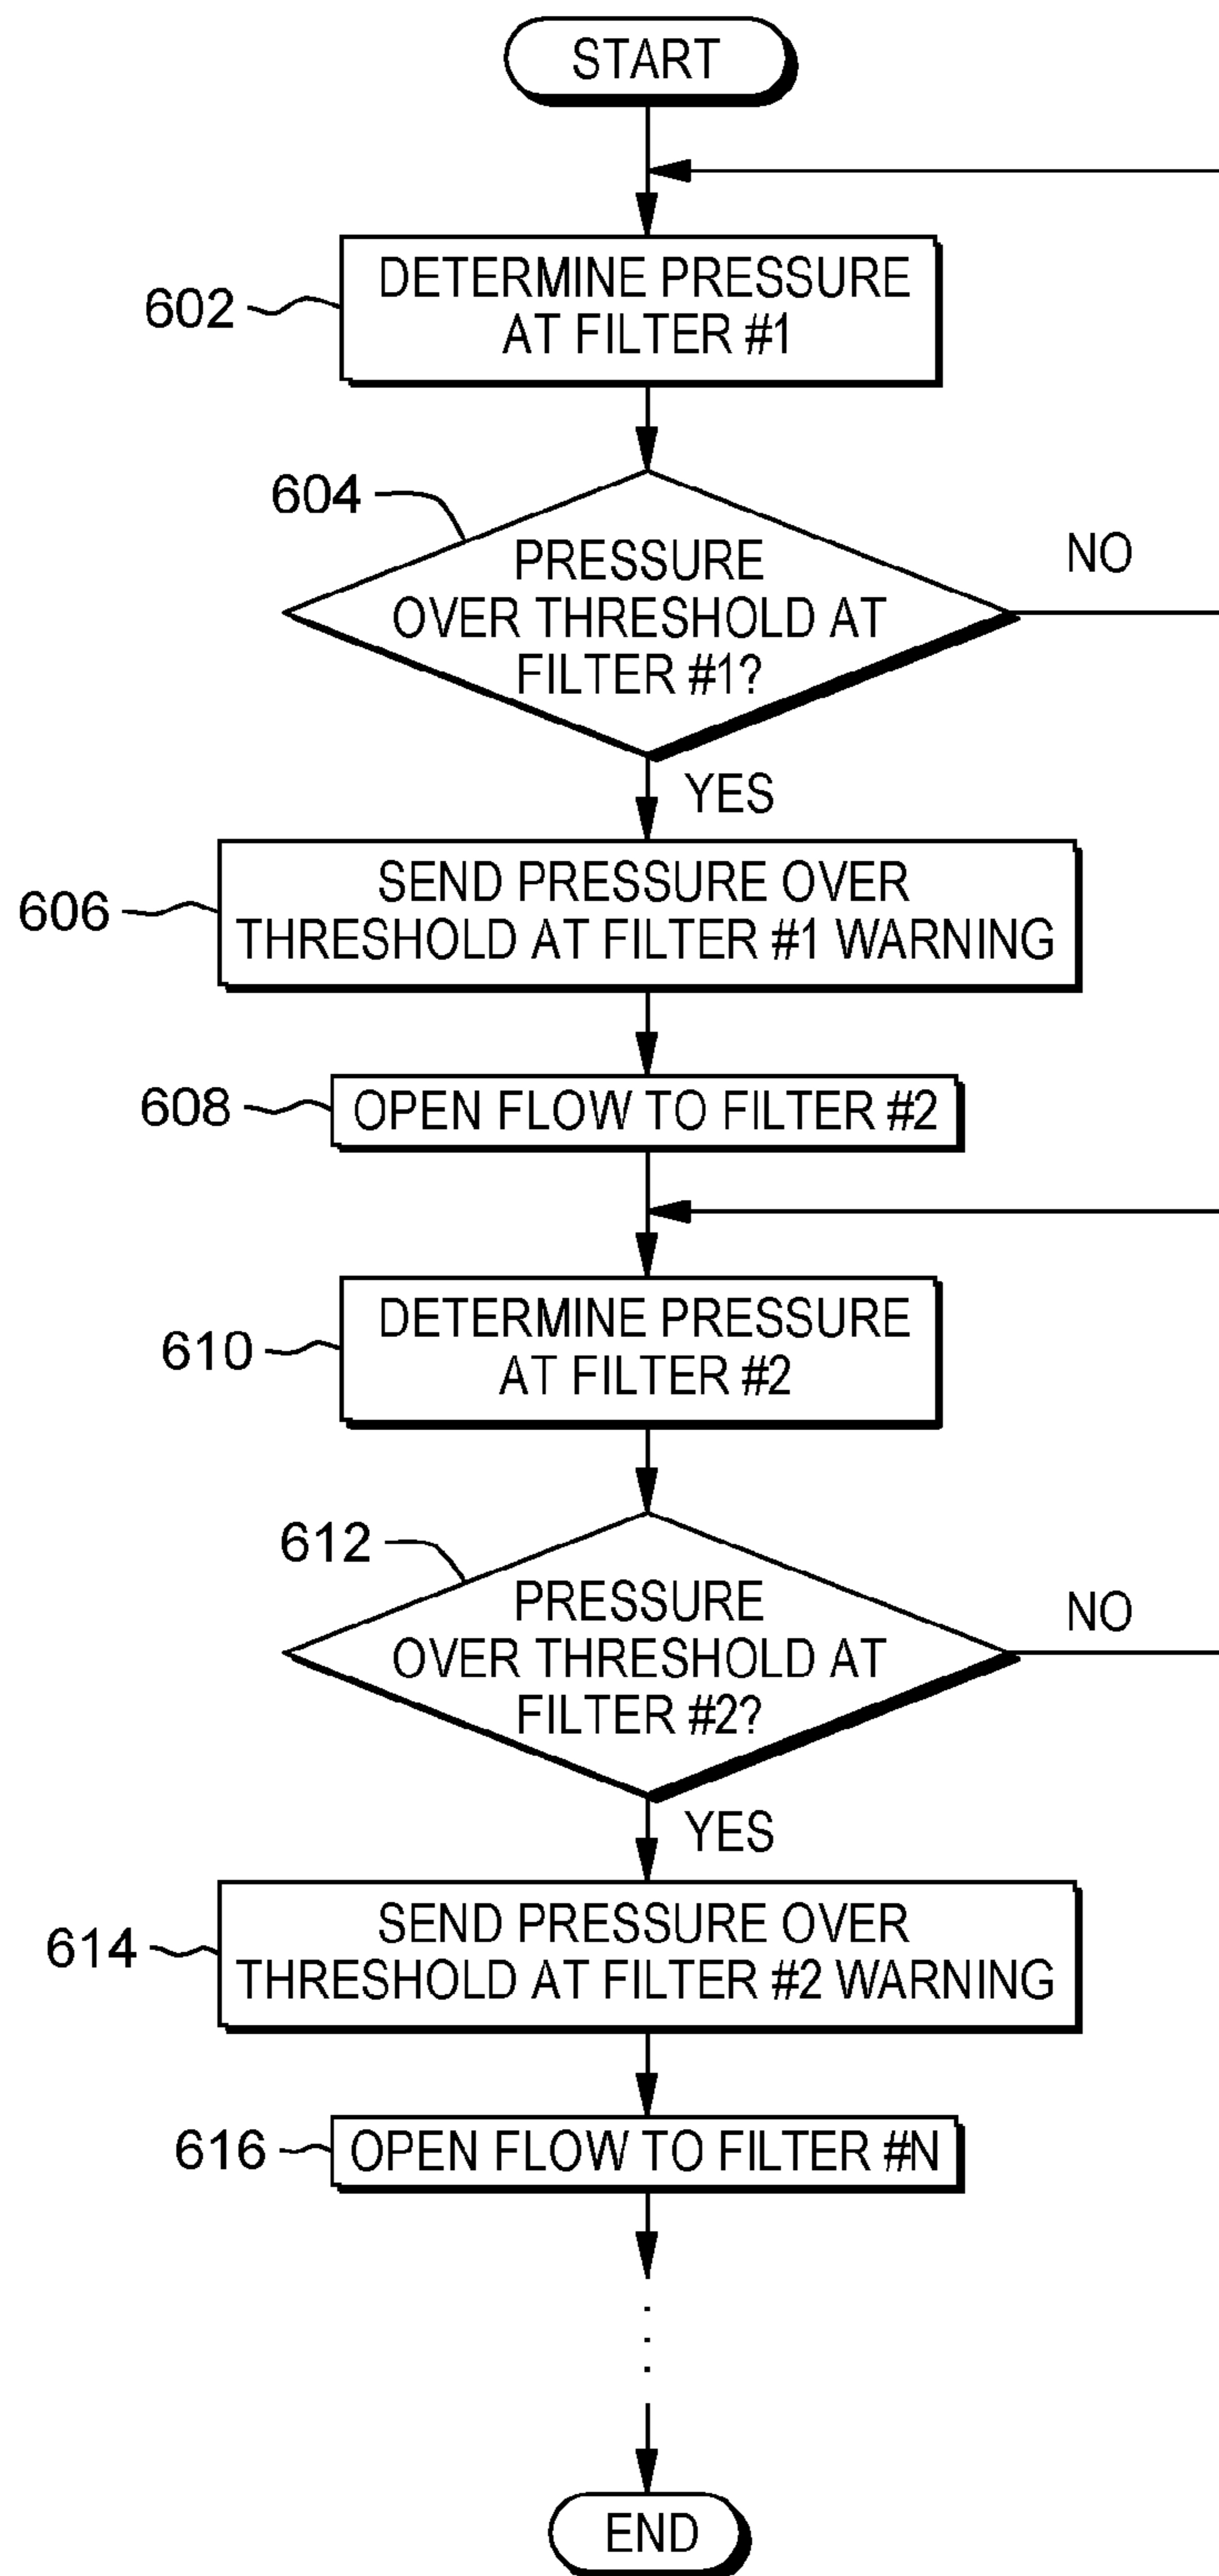 START
602
DETERMINE PRESSURE
AT FILTER #1
604
PRESSURE
OVER THRESHOLD AT
FILTER #1?
NO
YES
606
SEND PRESSURE OVER
THRESHOLD AT FILTER #1 WARNING
608
OPEN FLOW TO FILTER #2
610
DETERMINE PRESSURE
AT FILTER #2
612
PRESSURE
OVER THRESHOLD AT
FILTER #2?
NO
YES
614
SEND PRESSURE OVER
THRESHOLD AT FILTER #2 WARNING
616
OPEN FLOW TO FILTER #N
END